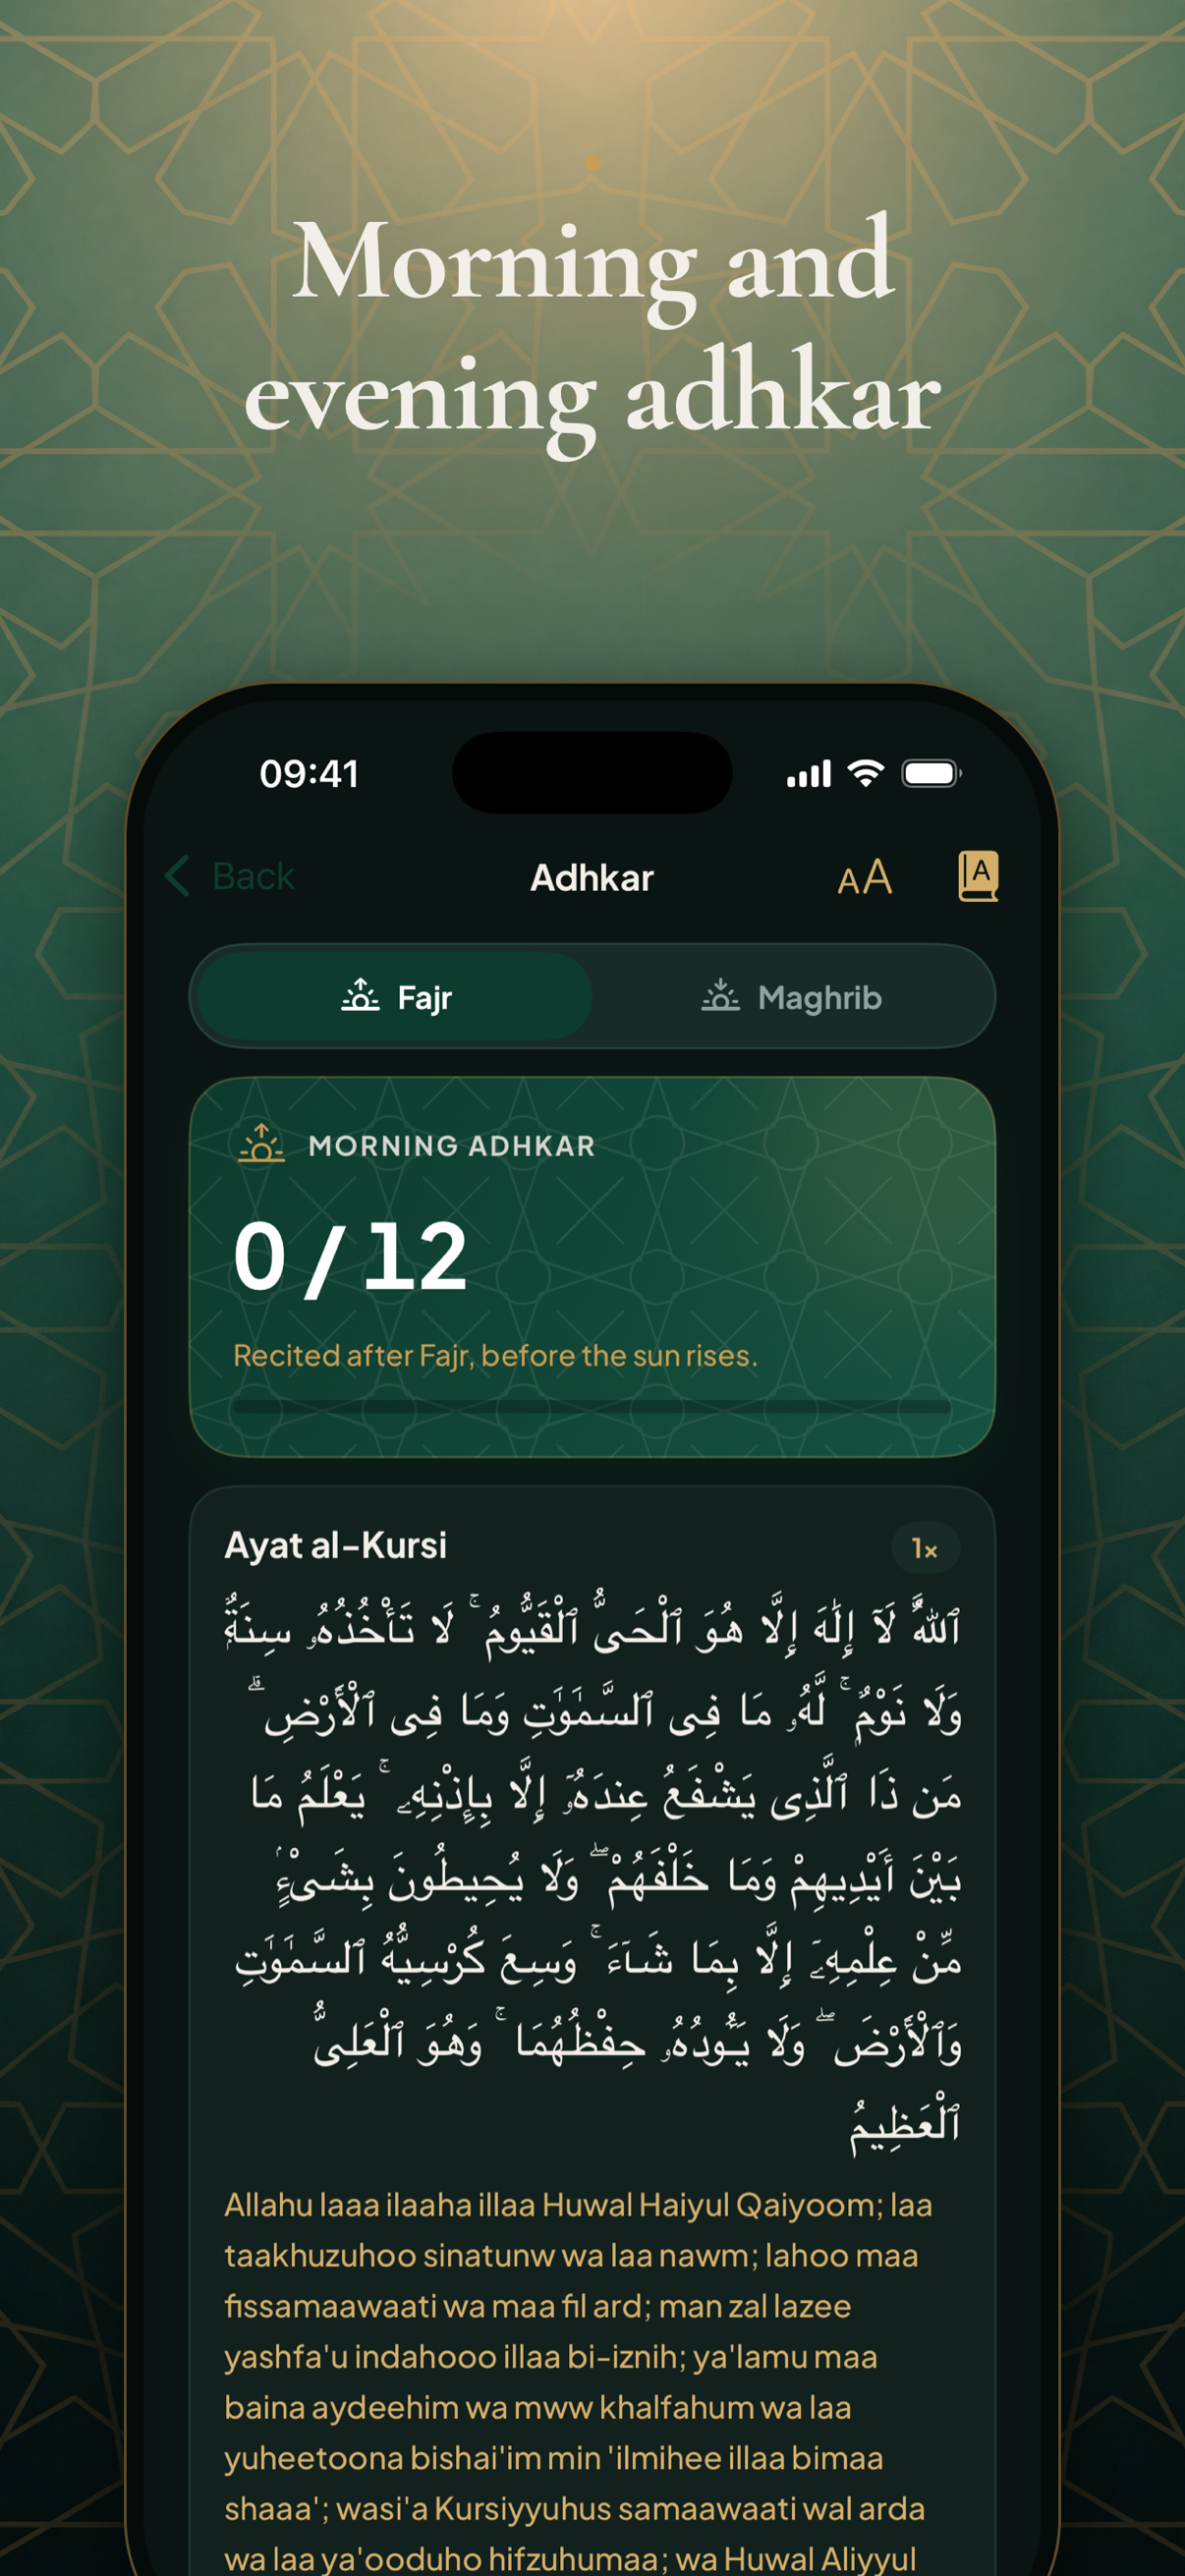 Morning and
evening adhkar
09:41
Back
Adhkar
AA
A
Fajr
Maghrib
MORNING ADHKAR
0 / 12
Recited after Fajr, before the sun rises.
Ayat al-Kursi
1×
ٱللَّهُ لَآ إِلَٰهَ إِلَّا هُوَ ٱلْحَىُّ ٱلْقَيُّومُ ۚ لَا تَأْخُذُهُۥ سِنَةٌۭ
وَلَا نَوْمٌۭ ۚ لَّهُۥ مَا فِى ٱلسَّمَٰوَٰتِ وَمَا فِى ٱلْأَرْضِ ۗ
مَن ذَا ٱلَّذِى يَشْفَعُ عِندَهُۥٓ إِلَّا بِإِذْنِهِۦ ۚ يَعْلَمُ مَا
بَيْنَ أَيْدِيهِمْ وَمَا خَلْفَهُمْ ۖ وَلَا يُحِيطُونَ بِشَىْءٍۢ
مِّنْ عِلْمِهِۦٓ إِلَّا بِمَا شَآءَ ۚ وَسِعَ كُرْسِيُّهُ ٱلسَّمَٰوَٰتِ
وَٱلْأَرْضَ ۖ وَلَا يَـُٔودُهُۥ حِفْظُهُمَا ۚ وَهُوَ ٱلْعَلِىُّ
ٱلْعَظِيمُ
Allahu laaa ilaaha illaa Huwal Haiyul Qaiyoom; laa
taakhuzuhoo sinatunw wa laa nawm; lahoo maa
fissamaawaati wa maa fil ard; man zal lazee
yashfa'u indahooo illaa bi-iznih; ya'lamu maa
baina aydeehim wa mww khalfahum wa laa
yuheetoona bishai'im min 'ilmihee illaa bimaa
shaaa'; wasi'a Kursiyyuhus samaawaati wal arda
wa laa ya'ooduho hifzuhumaa; wa Huwal Aliyyul